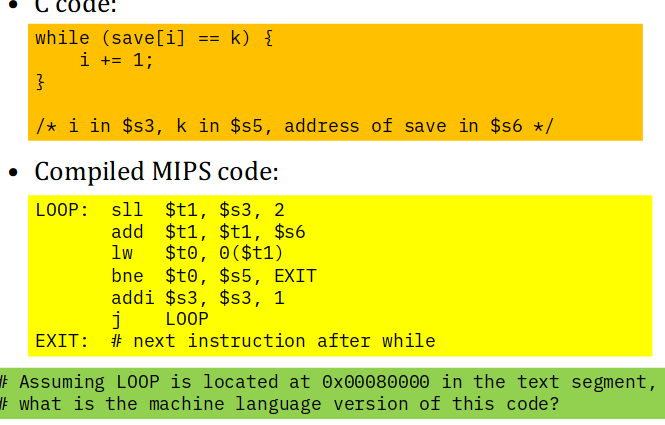 • C code:
while (save[i] == k) {
    i += 1;
}
/* i in $s3, k in $s5, address of save in $s6 */
• Compiled MIPS code:
LOOP:  sll  $t1, $s3, 2
       add  $t1, $t1, $s6
       lw   $t0, 0($t1)
       bne  $t0, $s5, EXIT
       addi $s3, $s3, 1
       j    LOOP
EXIT:  # next instruction after while
# Assuming LOOP is located at 0x00080000 in the text segment,
# what is the machine language version of this code?